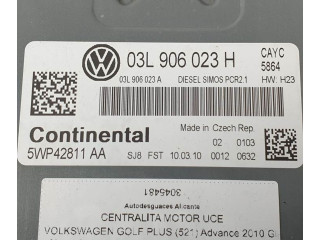 03L 906 023 H
CAYC
5864
03L 906 023 A DIESEL SIMOS PCR2.1 HW: H23
Continental
Made in Czech Rep.
02 0103
5WP42811 AA SJ8 FST 10.03.10 0012 0632
3045481
Autodesguaces Alicante
CENTRALITA MOTOR UCE
VOLKSWAGEN GOLF PLUS (521) Advance 2010 G